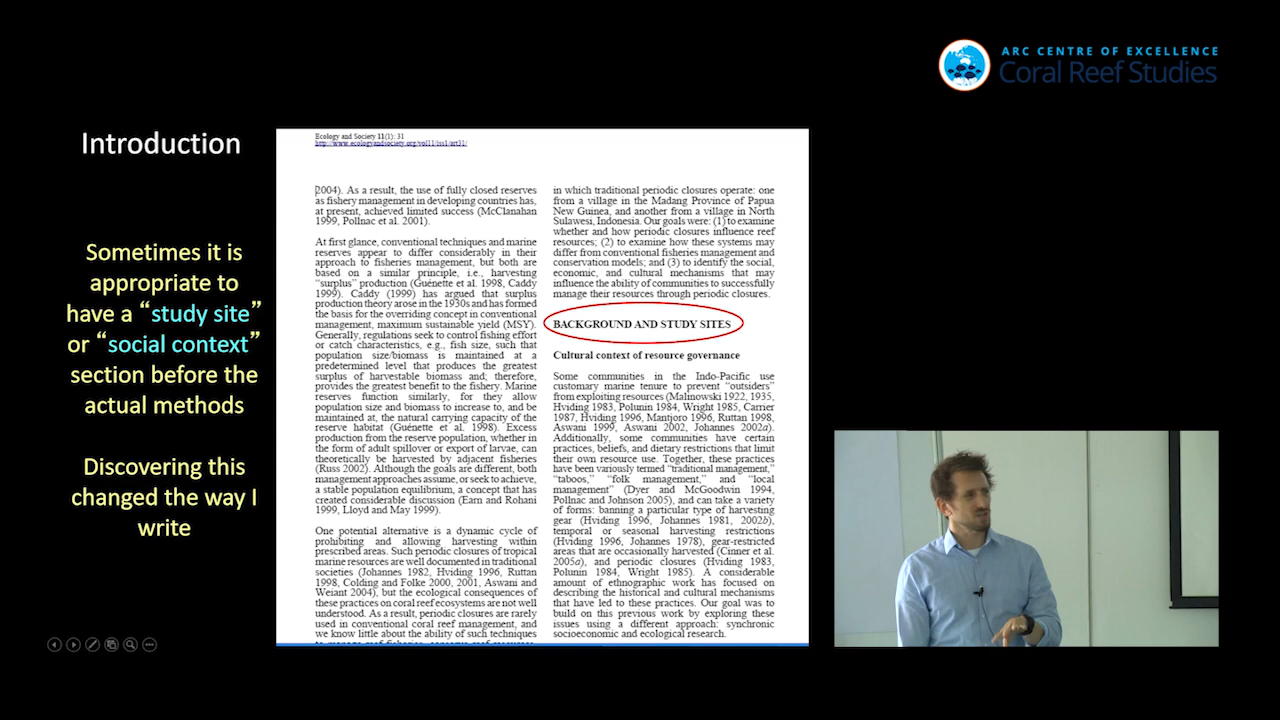 ARC CENTRE OF EXCELLENCE
Coral Reef Studies
Introduction
Sometimes it is
appropriate to
have a “study site”
or “social context”
section before the
actual methods
Discovering this
changed the way I
write
Ecology and Society 11(1): 31
http://www.ecologyandsociety.org/vol11/iss1/art31/
2004). As a result, the use of fully closed reserves
as fishery management in developing countries has,
at present, achieved limited success (McClanahan
1999, Pollnac et al. 2001).
At first glance, conventional techniques and marine
reserves appear to differ considerably in their
approach to fisheries management, but both are
based on a similar principle, i.e., harvesting
“surplus” production (Guénette et al. 1998, Caddy
1999). Caddy (1999) has argued that surplus
production theory arose in the 1930s and has formed
the basis for the overriding concept in conventional
management, maximum sustainable yield (MSY).
Generally, regulations seek to control fishing effort
or catch characteristics, e.g., fish size, such that
population size/biomass is maintained at a
predetermined level that produces the greatest
surplus of harvestable biomass and; therefore,
provides the greatest benefit to the fishery. Marine
reserves function similarly, for they allow
population size and biomass to increase to, and be
maintained at, the natural carrying capacity of the
reserve habitat (Guénette et al. 1998). Excess
production from the reserve population, whether in
the form of adult spillover or export of larvae, can
theoretically be harvested by adjacent fisheries
(Russ 2002). Although the goals are different, both
management approaches assume, or seek to achieve,
a stable population equilibrium, a concept that has
created considerable discussion (Earn and Rohani
1999, Lloyd and May 1999).
One potential alternative is a dynamic cycle of
prohibiting and allowing harvesting within
prescribed areas. Such periodic closures of tropical
marine resources are well documented in traditional
societies (Johannes 1982, Hviding 1996, Ruttan
1998, Colding and Folke 2000, 2001, Aswani and
Weiant 2004), but the ecological consequences of
these practices on coral reef ecosystems are not well
understood. As a result, periodic closures are rarely
used in conventional coral reef management, and
we know little about the ability of such techniques
in which traditional periodic closures operate: one
from a village in the Madang Province of Papua
New Guinea, and another from a village in North
Sulawesi, Indonesia. Our goals were: (1) to examine
whether and how periodic closures influence reef
resources; (2) to examine how these systems may
differ from conventional fisheries management and
conservation models; and (3) to identify the social,
economic, and cultural mechanisms that may
influence the ability of communities to successfully
manage their resources through periodic closures.
BACKGROUND AND STUDY SITES
Cultural context of resource governance
Some communities in the Indo-Pacific use
customary marine tenure to prevent “outsiders”
from exploiting resources (Malinowski 1922, 1935,
Hviding 1983, Polunin 1984, Wright 1985, Carrier
1987, Hviding 1996, Mantjoro 1996, Ruttan 1998,
Aswani 1999, Aswani 2002, Johannes 2002a).
Additionally, some communities have certain
practices, beliefs, and dietary restrictions that limit
their own resource use. Together, these practices
have been variously termed “traditional management,”
“taboos,” “folk management,” and “local
management” (Dyer and McGoodwin 1994,
Pollnac and Johnson 2005), and can take a variety
of forms: banning a particular type of harvesting
gear (Hviding 1996, Johannes 1981, 2002b),
temporal or seasonal harvesting restrictions
(Hviding 1996, Johannes 1978), gear-restricted
areas that are occasionally harvested (Cinner et al.
2005a), and periodic closures (Hviding 1983,
Polunin 1984, Wright 1985). A considerable
amount of ethnographic work has focused on
describing the historical and cultural mechanisms
that have led to these practices. Our goal was to
build on this previous work by exploring these
issues using a different approach: synchronic
socioeconomic and ecological research.